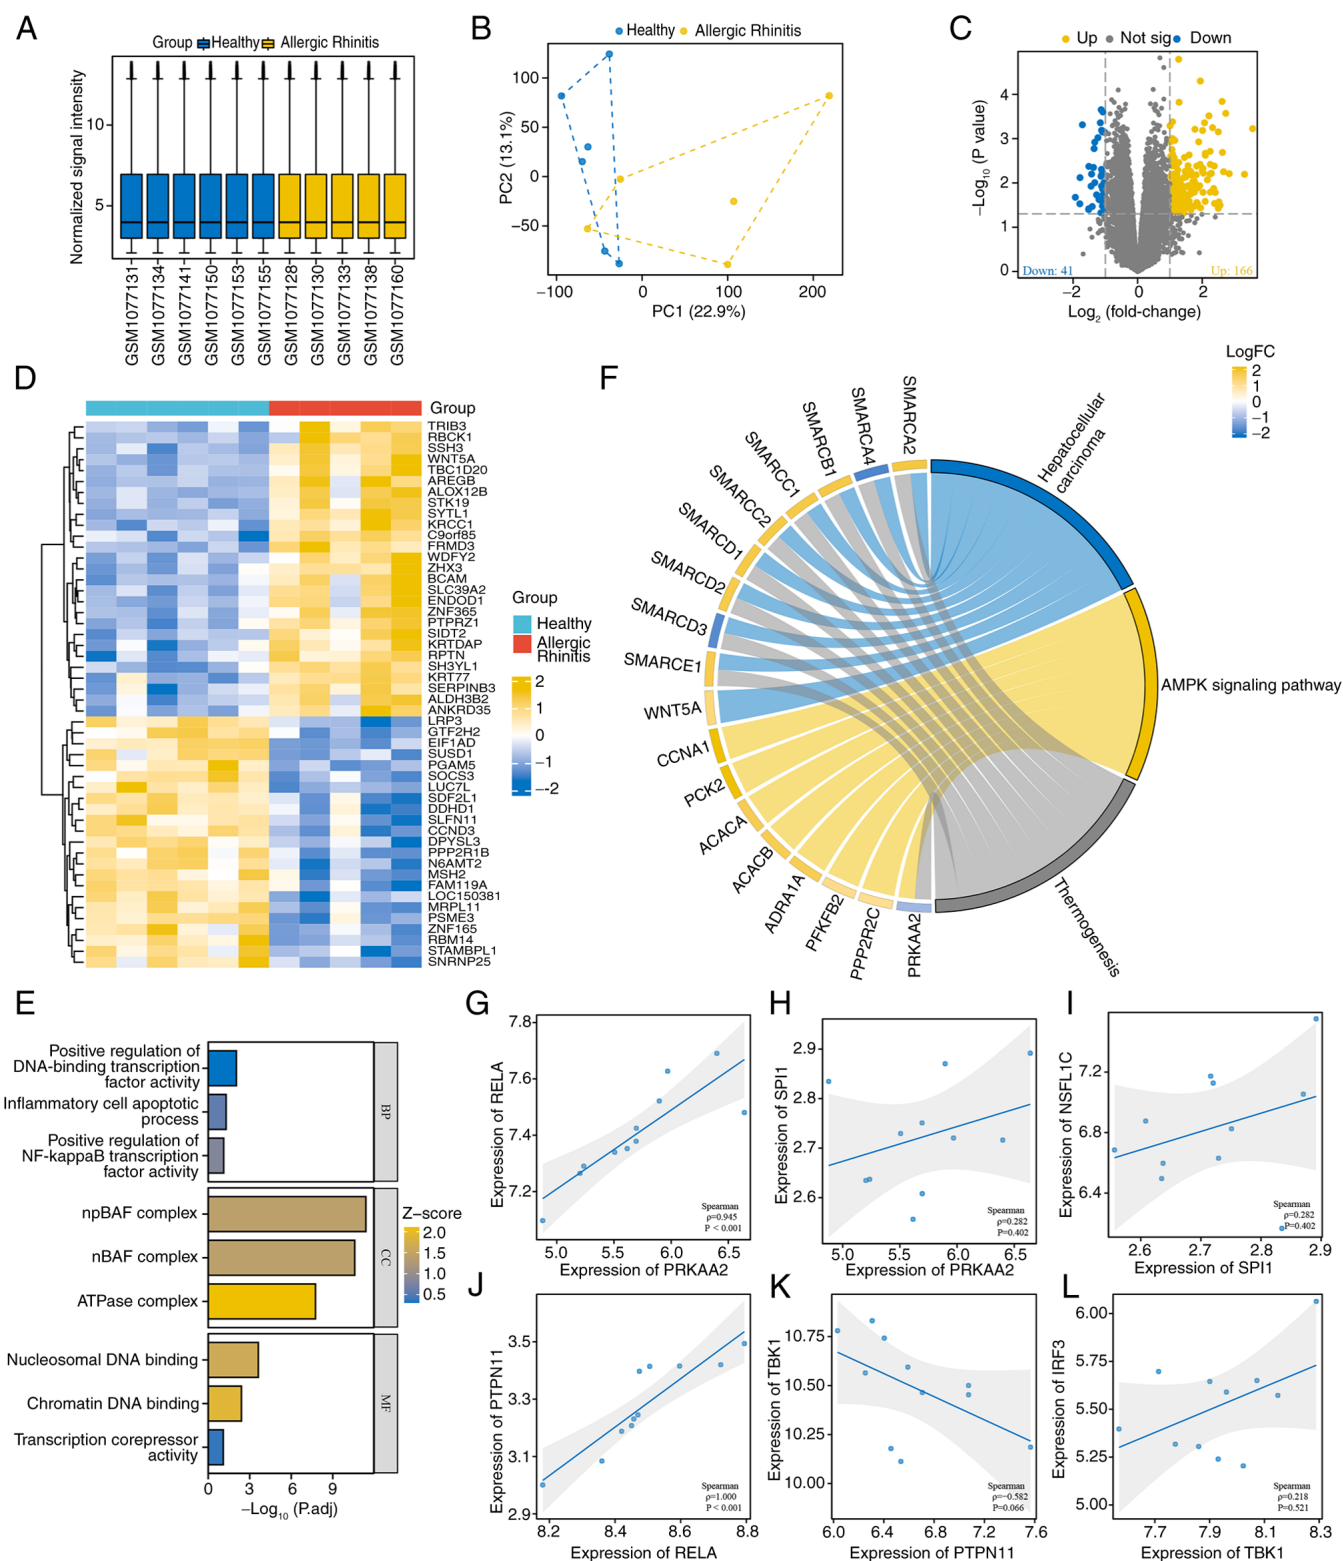 A
Group Healthy Allergic Rhinitis
Normalized signal intensity
10
5
GSM1077131
GSM1077134
GSM1077141
GSM1077150
GSM1077153
GSM1077155
GSM1077128
GSM1077130
GSM1077133
GSM1077138
GSM1077160
B
Healthy Allergic Rhinitis
PC2 (13.1%)
100
50
0
−50
−100 0 100 200
PC1 (22.9%)
C
Up Not sig Down
−Log10 (P value)
4
3
2
1
0
Down: 41 Up: 166
−2 0 2
Log2 (fold-change)
D
Group
TRIB3
RBCK1
SSH3
WNT5A
TBC1D20
AREGB
ALOX12B
STK19
SYTL1
KRCC1
C9orf85
FRMD3
WDFY2
ZHX3
BCAM
SLC39A2
ENDOD1
ZNF365
PTPRZ1
SIDT2
KRTDAP
RPTN
SH3YL1
KRT77
SERPINB3
ALDH3B2
ANKRD35
LRP3
GTF2H2
EIF1AD
SUSD1
PGAM5
SOCS3
LUC7L
SDF2L1
DDHD1
SLFN11
CCND3
DPYSL3
PPP2R1B
N6AMT2
MSH2
FAM119A
LOC150381
MRPL11
PSME3
ZNF165
RBM14
STAMBPL1
SNRNP25
Group
Healthy
Allergic
Rhinitis
2
1
0
−1
−2
F
LogFC
2
1
0
−1
−2
SMARCA2
SMARCA4
SMARCB1
SMARCC1
SMARCC2
SMARCD1
SMARCD2
SMARCD3
SMARCE1
WNT5A
CCNA1
PCK2
ACACA
ACACB
ADRA1A
PFKFB2
PPP2R2C
PRKAA2
Hepatocellular
carcinoma
AMPK signaling pathway
Thermogenesis
E
Positive regulation of
DNA-binding transcription
factor activity
Inflammatory cell apoptotic
process
Positive regulation of
NF-kappaB transcription
factor activity
BP
npBAF complex
nBAF complex
ATPase complex
CC
Nucleosomal DNA binding
Chromatin DNA binding
Transcription corepressor
activity
MF
0 3 6 9
−Log10 (P.adj)
Z-score
2.0
1.5
1.0
0.5
G
Expression of RELA
7.8
7.6
7.4
7.2
Spearman
ρ=0.945
P < 0.001
5.0 5.5 6.0 6.5
Expression of PRKAA2
H
Expression of SPI1
2.9
2.8
2.7
2.6
Spearman
ρ=0.282
P=0.402
5.0 5.5 6.0 6.5
Expression of PRKAA2
I
Expression of NSFL1C
7.2
6.8
6.4
Spearman
ρ=0.282
P=0.402
2.6 2.7 2.8 2.9
Expression of SPI1
J
Expression of PTPN11
3.5
3.3
3.1
2.9
Spearman
ρ=1.000
P < 0.001
8.2 8.4 8.6 8.8
Expression of RELA
K
Expression of TBK1
10.75
10.50
10.25
10.00
Spearman
ρ=−0.582
P=0.066
6.0 6.4 6.8 7.2 7.6
Expression of PTPN11
L
Expression of IRF3
6.00
5.75
5.50
5.25
5.00
Spearman
ρ=0.218
P=0.521
7.7 7.9 8.1 8.3
Expression of TBK1